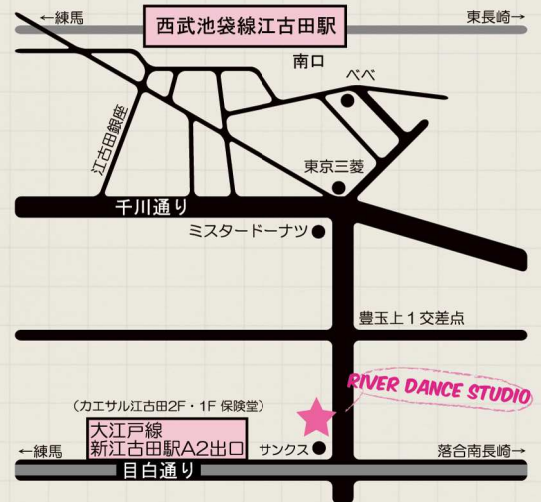 ←練馬
西武池袋線江古田駅
東長崎→
南口
べべ
江古田銀座
東京三菱
千川通り
ミスタードーナツ
豊玉上1交差点
RIVER DANCE STUDIO
(カエサル江古田2F・1F 保険堂)
大江戸線
新江古田駅A2出口
サンクス
←練馬
落合南長崎→
目白通り